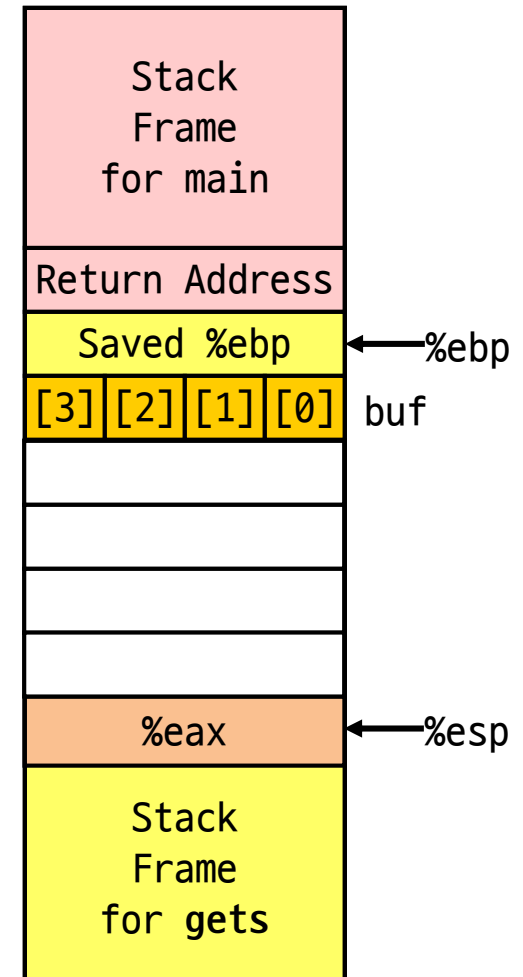 Stack
Frame
for main
Return Address
Saved %ebp
%ebp
[3] [2] [1] [0] buf
%eax
%esp
Stack
Frame
for gets